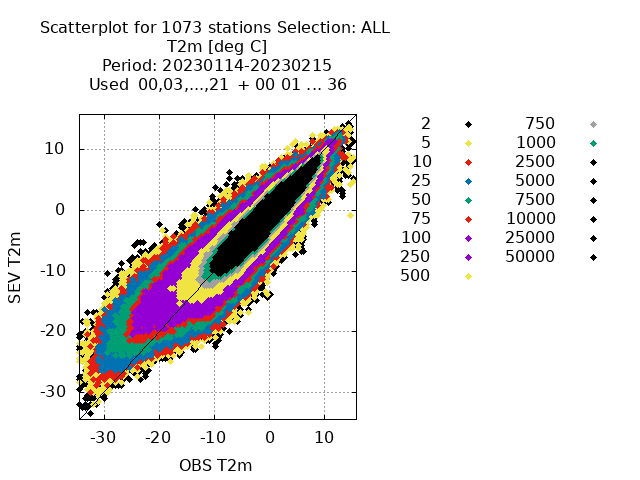 Scatterplot for 1073 stations Selection: ALL
T2m [deg C]
Period: 20230114-20230215
Used 00,03,...,21 + 00 01 ... 36
2 750
5 1000
10 2500
25 5000
50 7500
75 10000
100 25000
250 50000
500
10
0
-10
-20
-30
SEV T2m
-30 -20 -10 0 10
OBS T2m